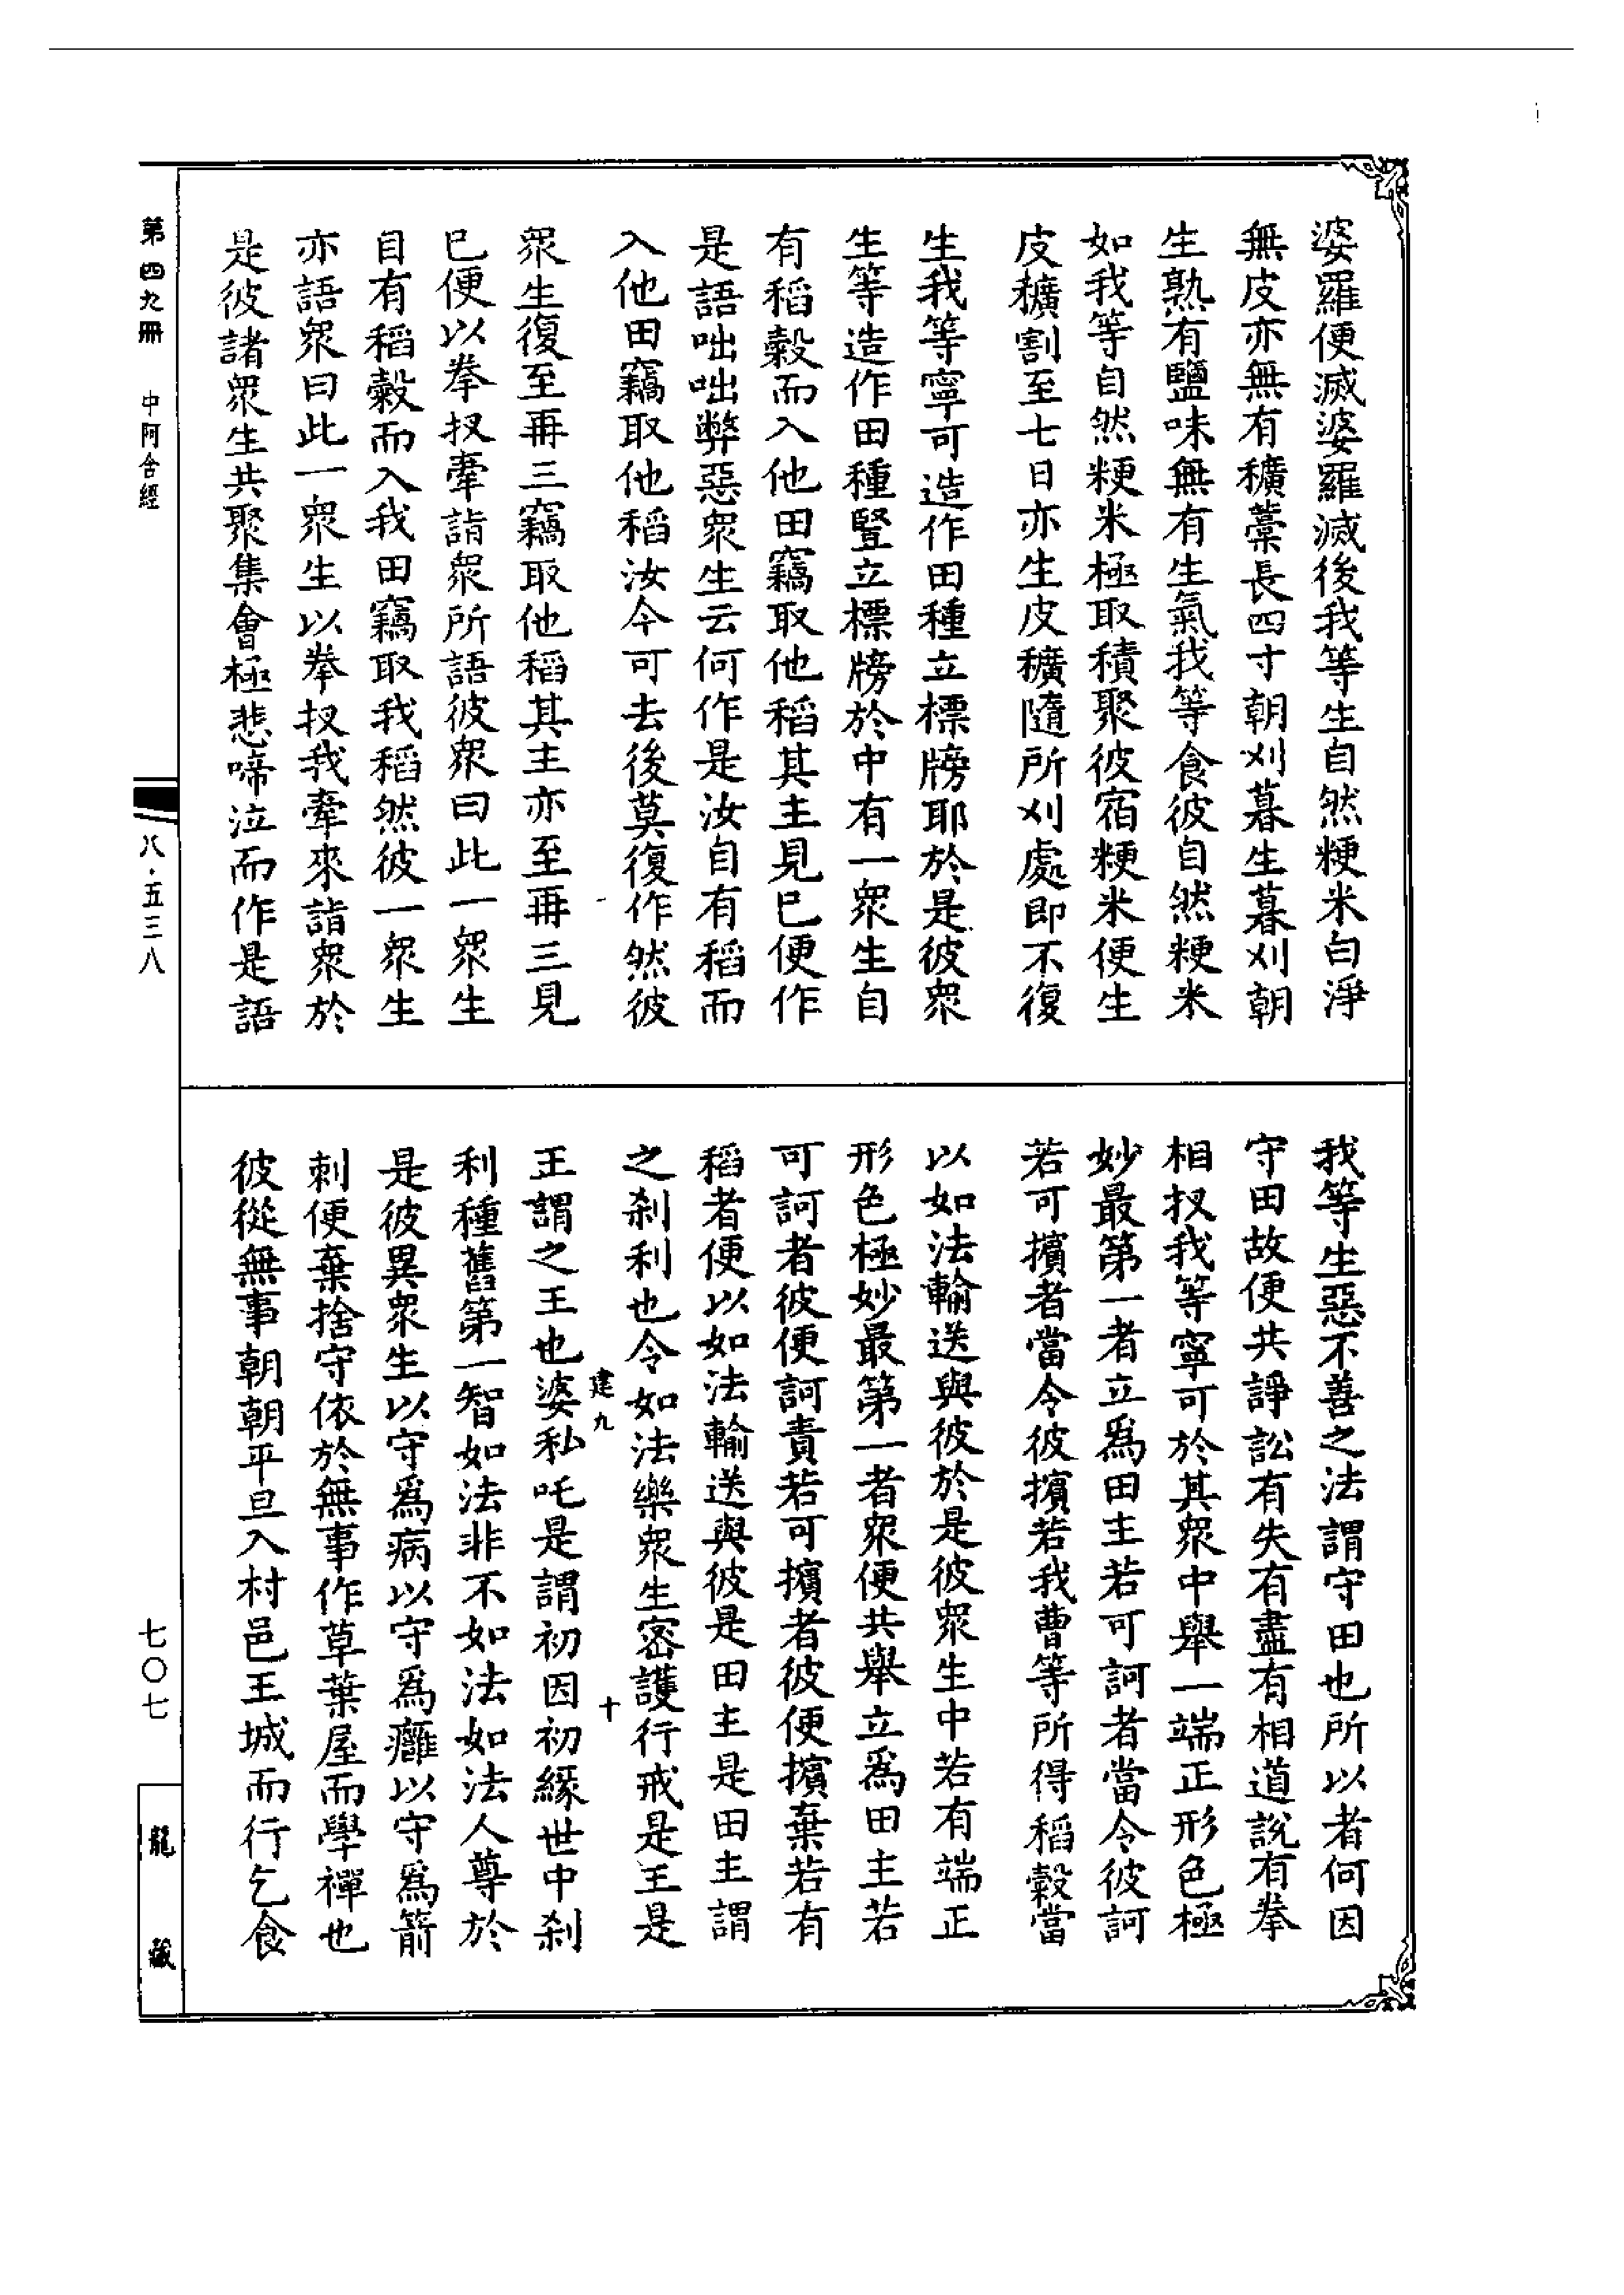 婆羅便滅婆羅滅後我等生自然粳米白淨
無皮亦無有穬藁長四寸朝刈暮生暮刈朝
生熟有鹽味無有生氣我等食彼自然粳米
如我等自然粳米極取積聚彼宿粳米便生
皮穬割至七日亦生皮穬隨所刈處即不復
生我等寧可造作田種立標牓耶於是彼眾
生等造作田種豎立標牓於中有一眾生自
有稻穀而入他田竊取他稻其主見已便作
是語咄咄弊惡眾生云何作是汝自有稻而
入他田竊取他稻汝今可去後莫復作然彼
眾生復至再三竊取他稻其主亦至再三見
已便以拳扠牽詣眾所語彼眾曰此一眾生
自有稻穀而入我田竊取我稻然彼一眾生
亦語眾曰此一眾生以拳扠我牽來詣眾於
是彼諸眾生共聚集會極悲啼泣而作是語
我等生惡不善之法謂守田也所以者何因
守田故便共諍訟有失有盡有相道說有拳
相扠我等寧可於其眾中舉一端正形色極
妙最第一者立為田主若可訶者當令彼訶
若可擯者當令彼擯若我曹等所得稻穀當
以如法輸送與彼於是彼眾生中若有端正
形色極妙最第一者眾便共舉立為田主若
可訶者彼便訶責若可擯者彼便擯棄若有
稻者便以如法輸送與彼是田主是田主謂
之剎利也令如法樂眾生密護行戒是王是
建九
十
王謂之王也婆私吒是謂初因初緣世中剎
利種舊第一智如法非不如法如法人尊於
是彼異眾生以守為病以守為癰以守為箭
刺便棄捨守依於無事作草葉屋而學禪也
彼從無事朝朝平旦入村邑王城而行乞食
第四九冊 中阿含經
八·五三八
七〇七
龍藏